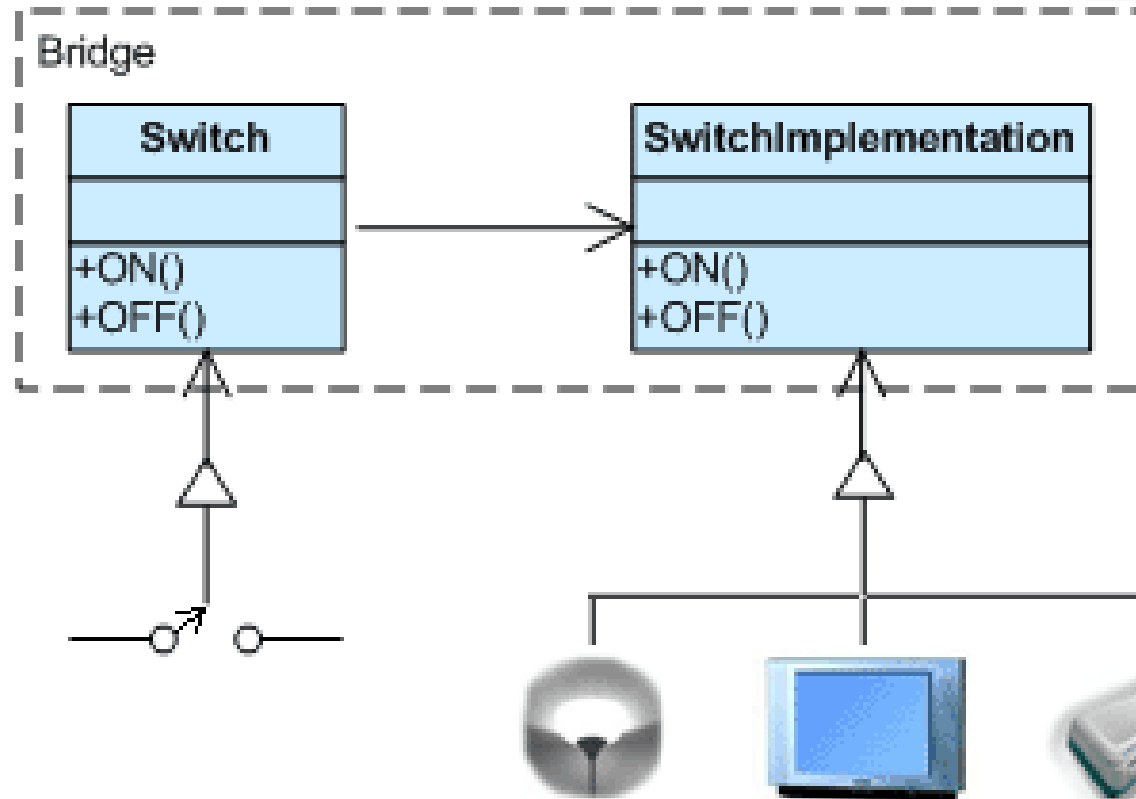 Bridge
Switch
+ON()
+OFF()
SwitchImplementation
+ON()
+OFF()